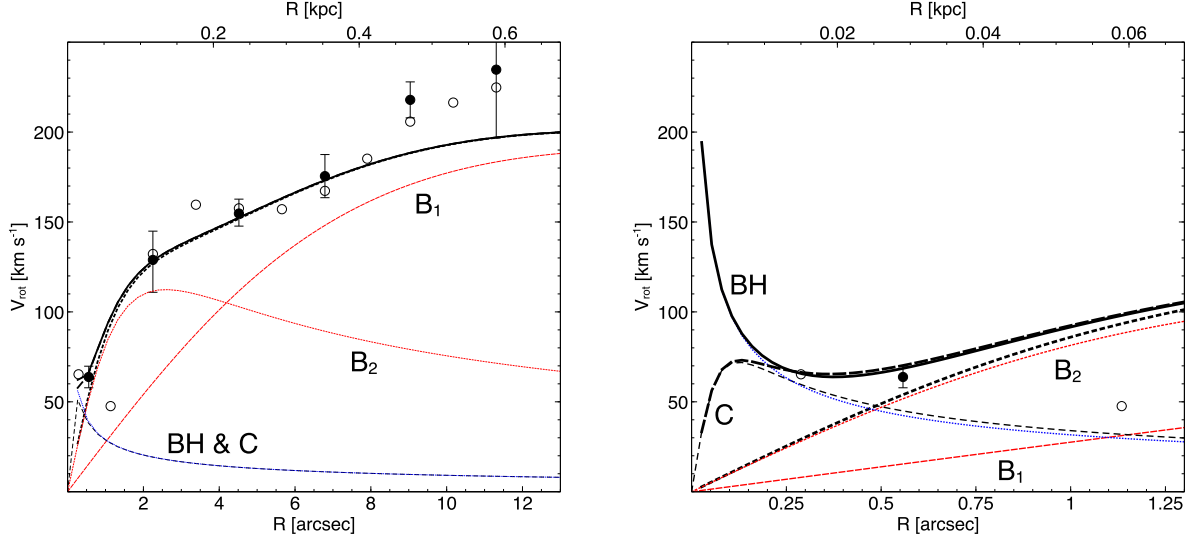 R [kpc]
0.2 0.4 0.6
200
150
100
50
V_rot [km s^-1]
B_1
B_2
BH & C
2 4 6 8 10 12
R [arcsec]
R [kpc]
0.02 0.04 0.06
200
150
100
50
V_rot [km s^-1]
BH
C
B_2
B_1
0.25 0.5 0.75 1 1.25
R [arcsec]